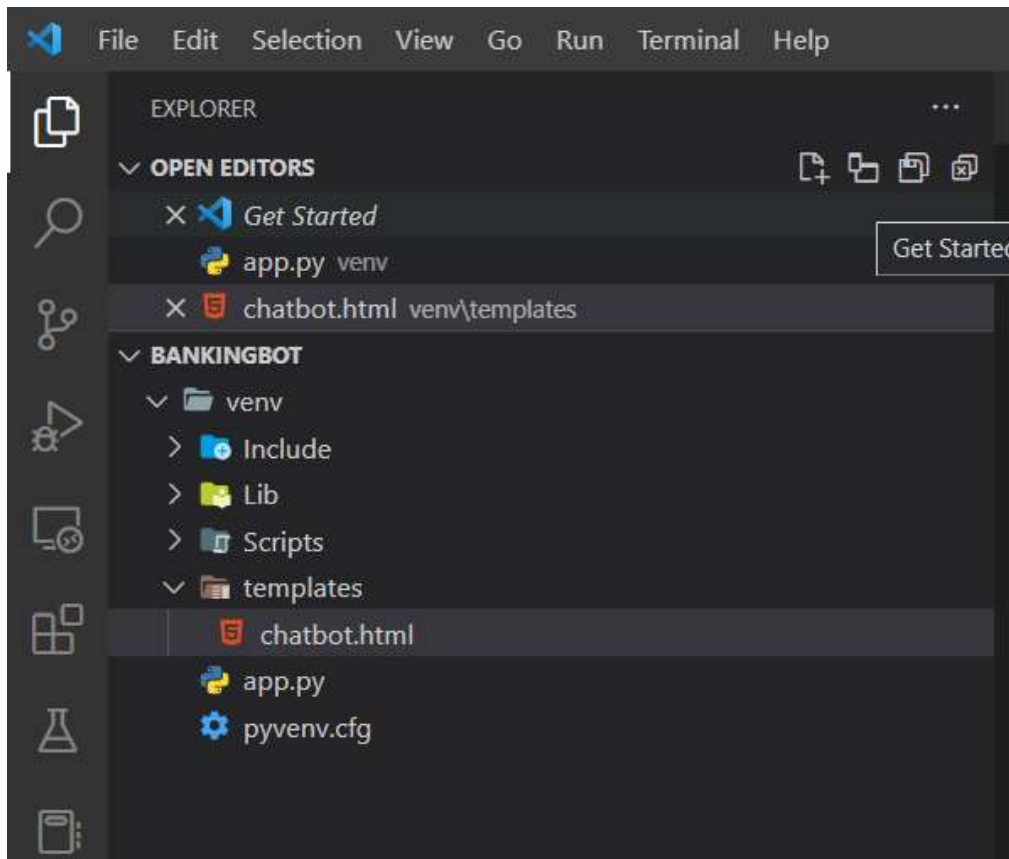 File Edit Selection View Go Run Terminal Help
EXPLORER
OPEN EDITORS
Get Started
Get Started
app.py venv
chatbot.html venv\templates
BANKINGBOT
venv
Include
Lib
Scripts
templates
chatbot.html
app.py
pyvenv.cfg